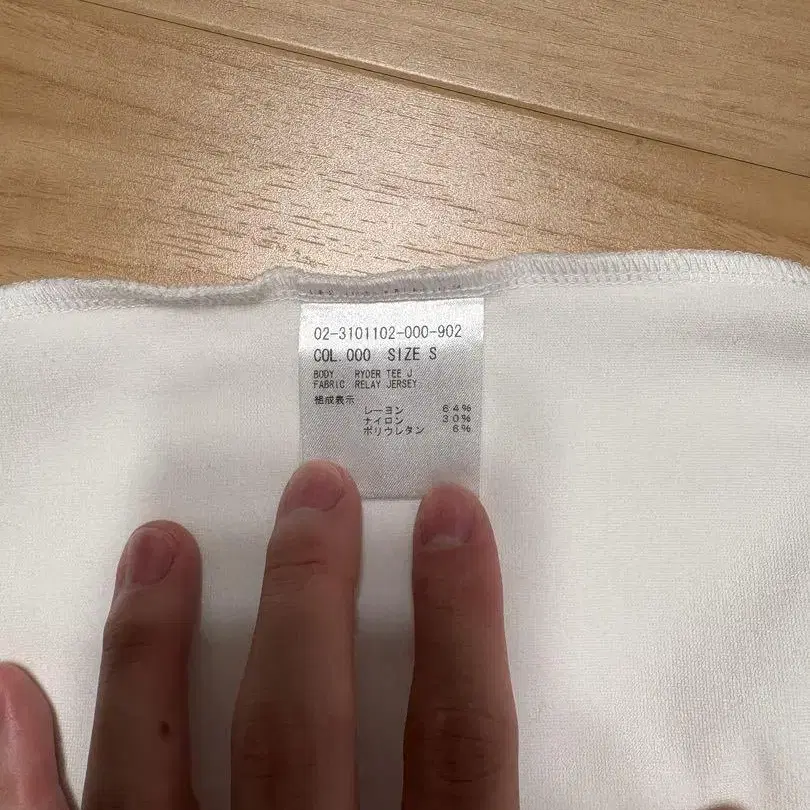 02-3101102-000-902
COL.000 SIZE S
BODY RYDER TEE J
FABRIC RELAY JERSEY
組成表示
レーヨン 64%
ナイロン 30%
ポリウレタン 6%